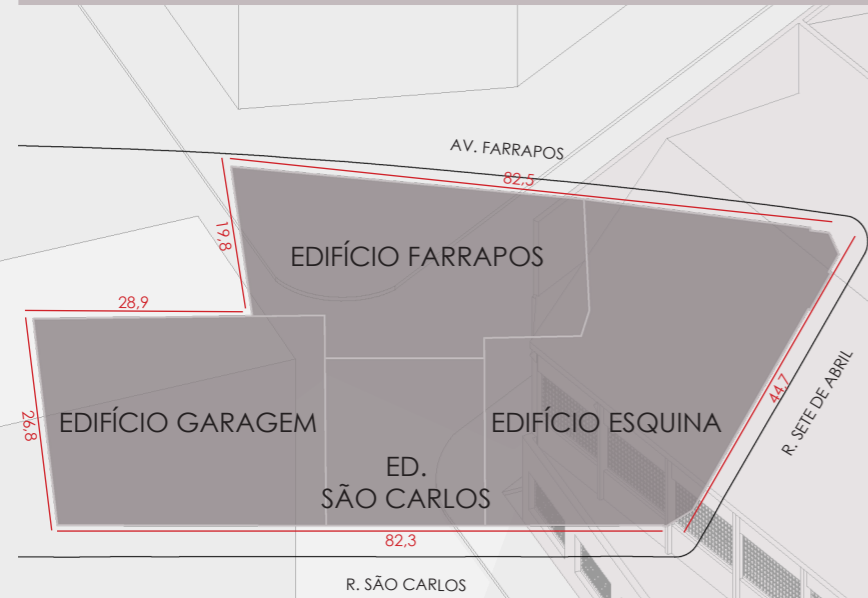 AV. FARRAPOS
82,5
19,8
EDIFÍCIO FARRAPOS
28,9
26,8
EDIFÍCIO GARAGEM
EDIFÍCIO ESQUINA
44,7
R. SETE DE ABRIL
ED.
SÃO CARLOS
82,3
R. SÃO CARLOS